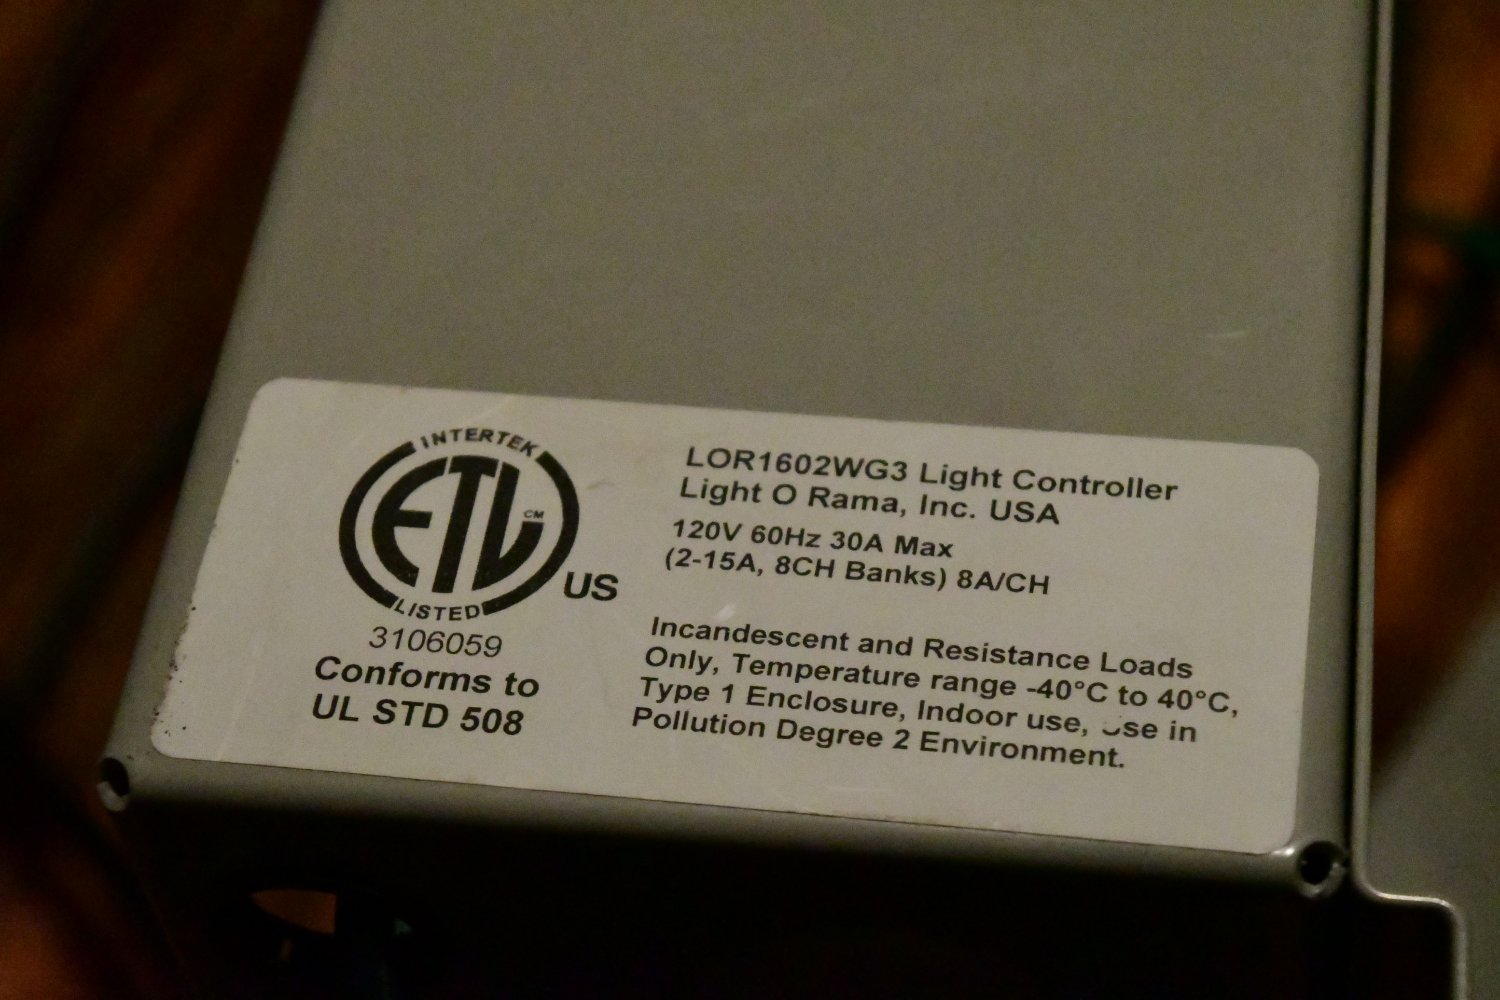 INTERTEK
ETL CM
LISTED
US
3106059
Conforms to
UL STD 508
LOR1602WG3 Light Controller
Light O Rama, Inc. USA
120V 60Hz 30A Max
(2-15A, 8CH Banks) 8A/CH
Incandescent and Resistance Loads
Only, Temperature range -40°C to 40°C,
Type 1 Enclosure, Indoor use, Use in
Pollution Degree 2 Environment.